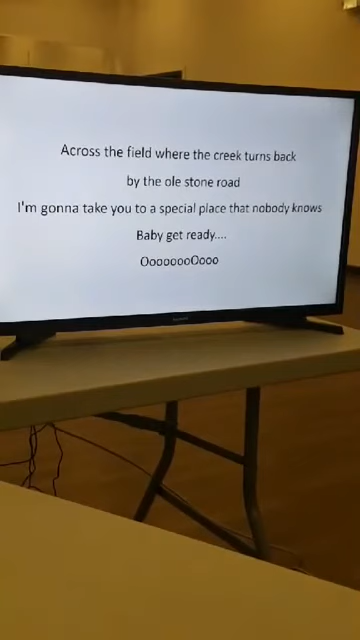 Across the field where the creek turns back
by the ole stone road
I'm gonna take you to a special place that nobody knows
Baby get ready....
OooooooOooo